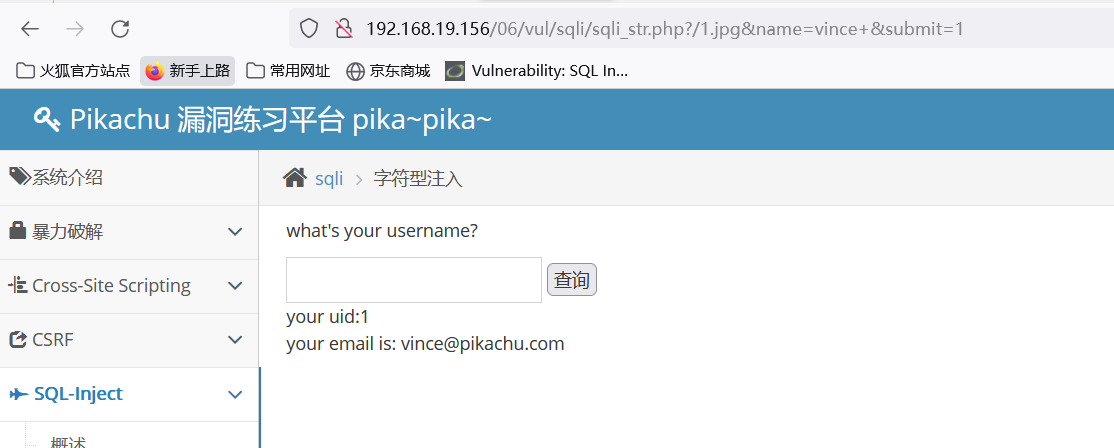 192.168.19.156/06/vul/sqli/sqli_str.php?/1.jpg&name=vince+&submit=1
火狐官方站点 新手上路 常用网址 京东商城 Vulnerability: SQL In...
Pikachu 漏洞练习平台 pika~pika~
系统介绍
暴力破解
Cross-Site Scripting
CSRF
SQL-Inject
概述
sqli > 字符型注入
what's your username?
查询
your uid:1
your email is: vince@pikachu.com